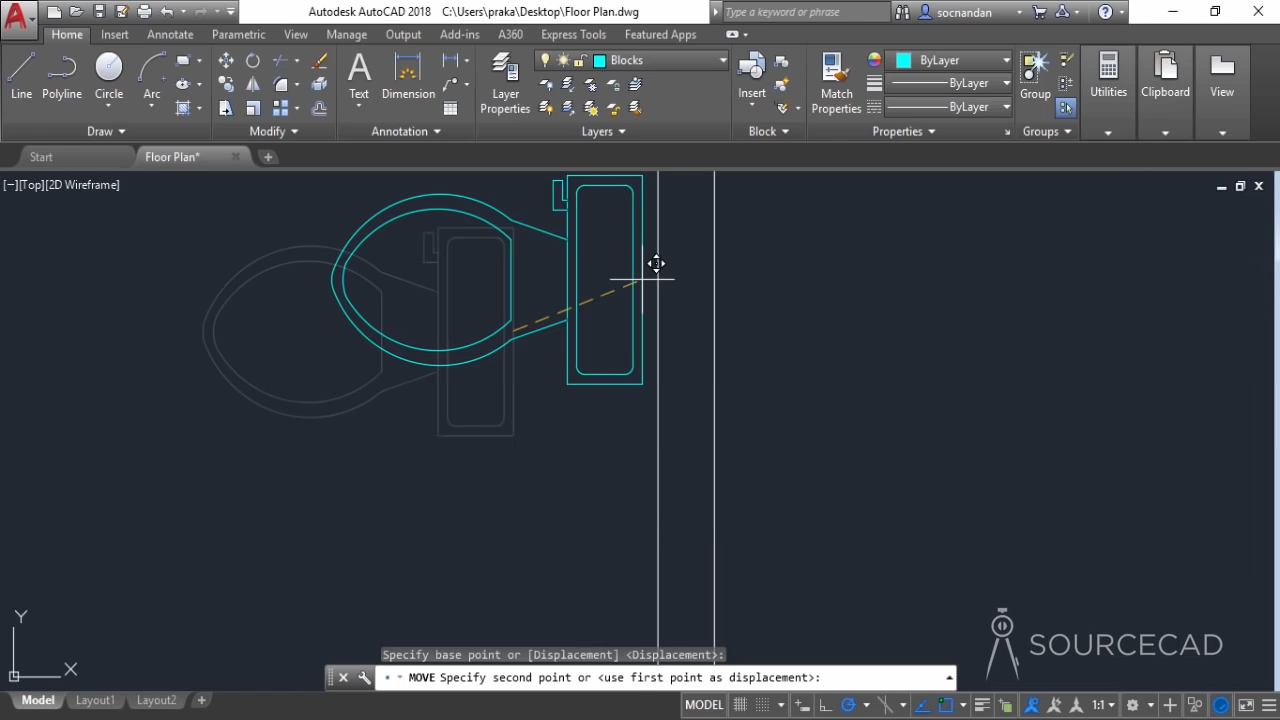 Autodesk AutoCAD 2018 C:\Users\praka\Desktop\Floor Plan.dwg
Type a keyword or phrase
socnandan
Home Insert Annotate Parametric View Manage Output Add-ins A360 Express Tools Featured Apps
Line Polyline Circle Arc
Draw
Modify
Text Dimension
Annotation
Layer Properties
Blocks
Layers
Insert
Block
Match Properties
ByLayer
ByLayer
ByLayer
Properties
Group
Groups
Utilities
Clipboard
View
Start Floor Plan*
[−][Top][2D Wireframe]
Y
X
SOURCECAD
Specify base point or [Displacement] <Displacement>:
MOVE Specify second point or <use first point as displacement>:
Model Layout1 Layout2 +
MODEL 1:1